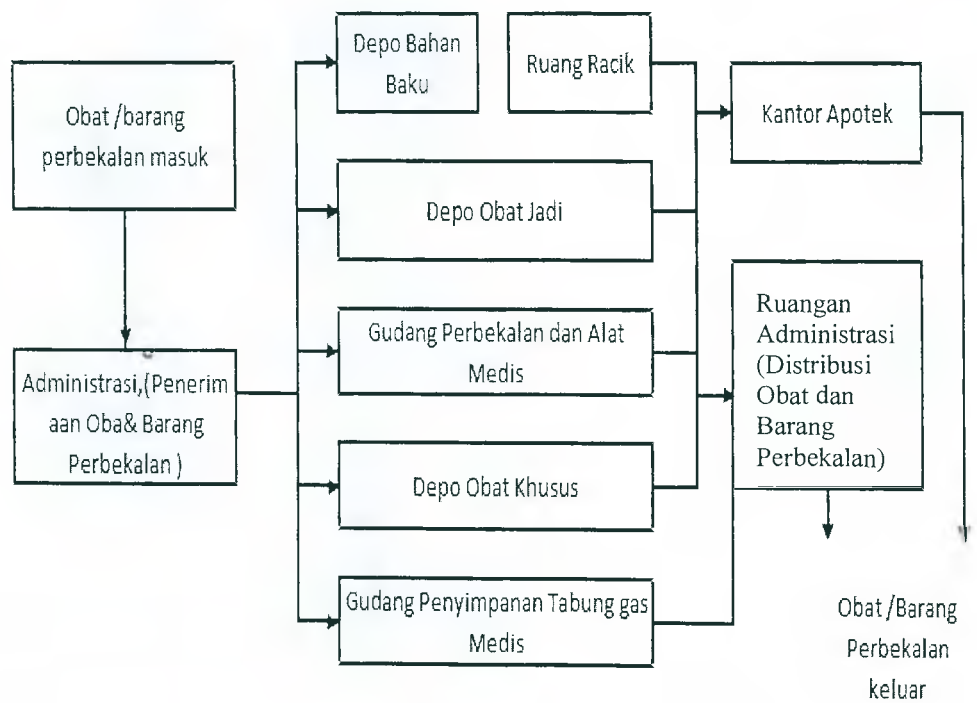 Obat /barang
perbekalan masuk
Administrasi,(Penerim
aan Oba& Barang
Perbekalan )
Depo Bahan
Baku
Ruang Racik
Depo Obat Jadi
Gudang Perbekalan dan Alat
Medis
Depo Obat Khusus
Gudang Penyimpanan Tabung gas
Medis
Kantor Apotek
Ruangan
Administrasi
(Distribusi
Obat dan
Barang
Perbekalan)
Obat /Barang
Perbekalan
keluar